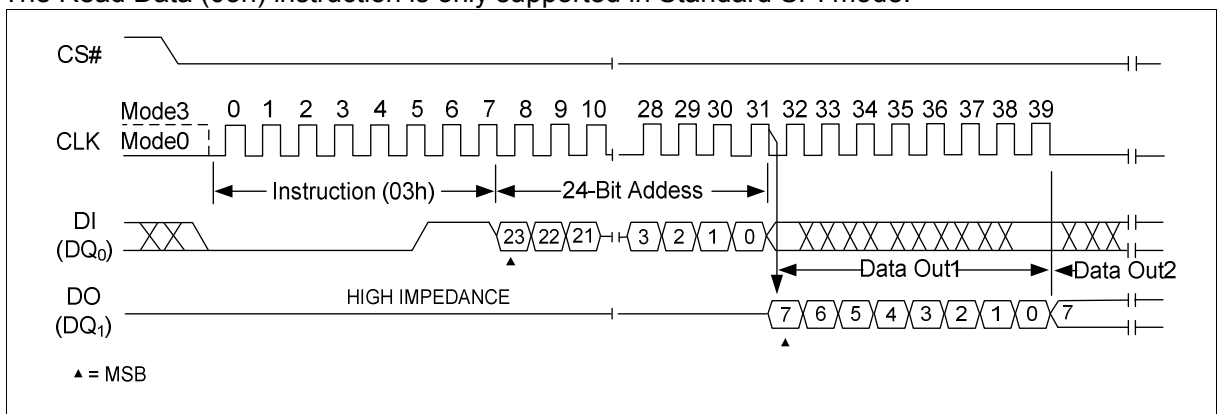 The Read Data (03h) instruction is only supported in Standard SPI mode.
CS#
Mode3 0 1 2 3 4 5 6 7 8 9 10 28 29 30 31 32 33 34 35 36 37 38 39
CLK Mode0
Instruction (03h) 24-Bit Addess
DI
(DQ0) 23 22 21 3 2 1 0
Data Out1 Data Out2
DO HIGH IMPEDANCE
(DQ1) 7 6 5 4 3 2 1 0 7
▲ = MSB